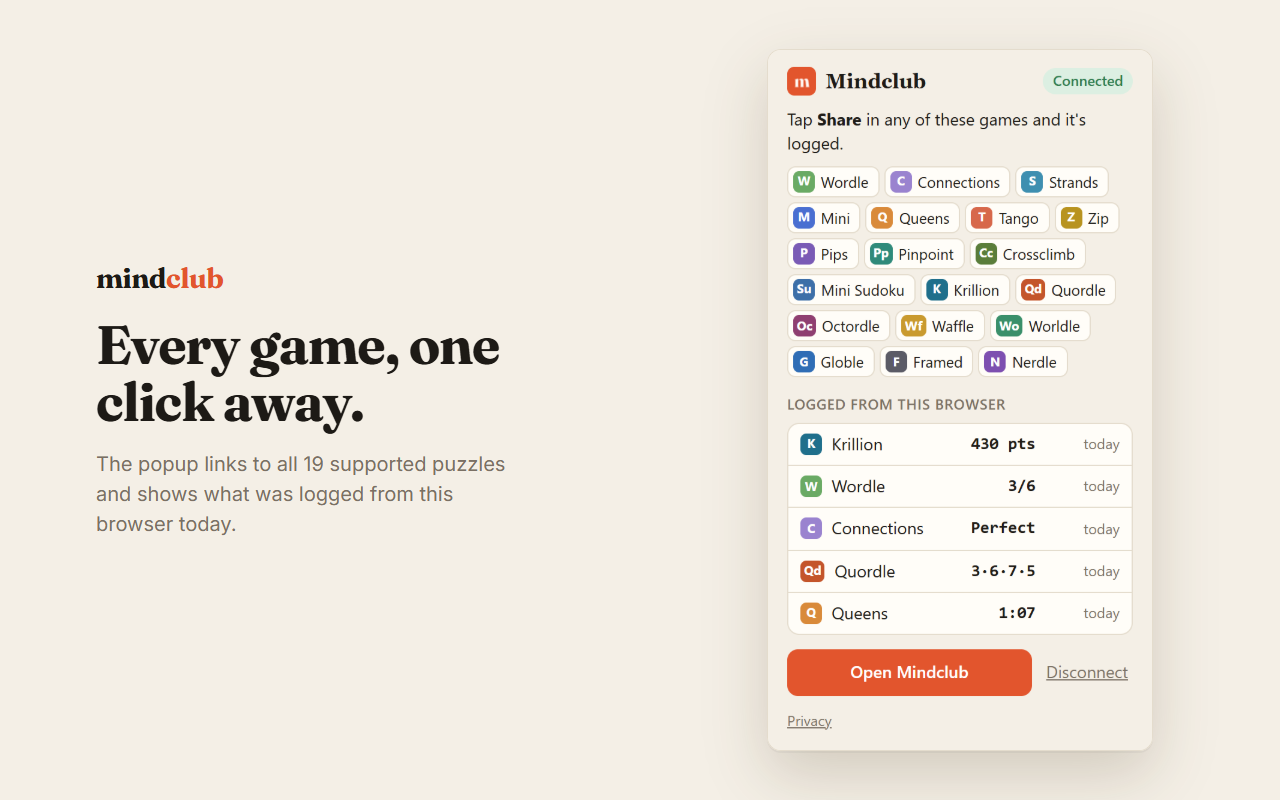 mindclub
Every game, one
click away.
The popup links to all 19 supported puzzles
and shows what was logged from this
browser today.
m Mindclub Connected
Tap Share in any of these games and it's
logged.
W Wordle C Connections S Strands
M Mini Q Queens T Tango Z Zip
P Pips Pp Pinpoint Cc Crossclimb
Su Mini Sudoku K Krillion Qd Quordle
Oc Octordle Wf Waffle Wo Worldle
G Globle F Framed N Nerdle
LOGGED FROM THIS BROWSER
K Krillion 430 pts today
W Wordle 3/6 today
C Connections Perfect today
Qd Quordle 3·6·7·5 today
Q Queens 1:07 today
Open Mindclub Disconnect
Privacy